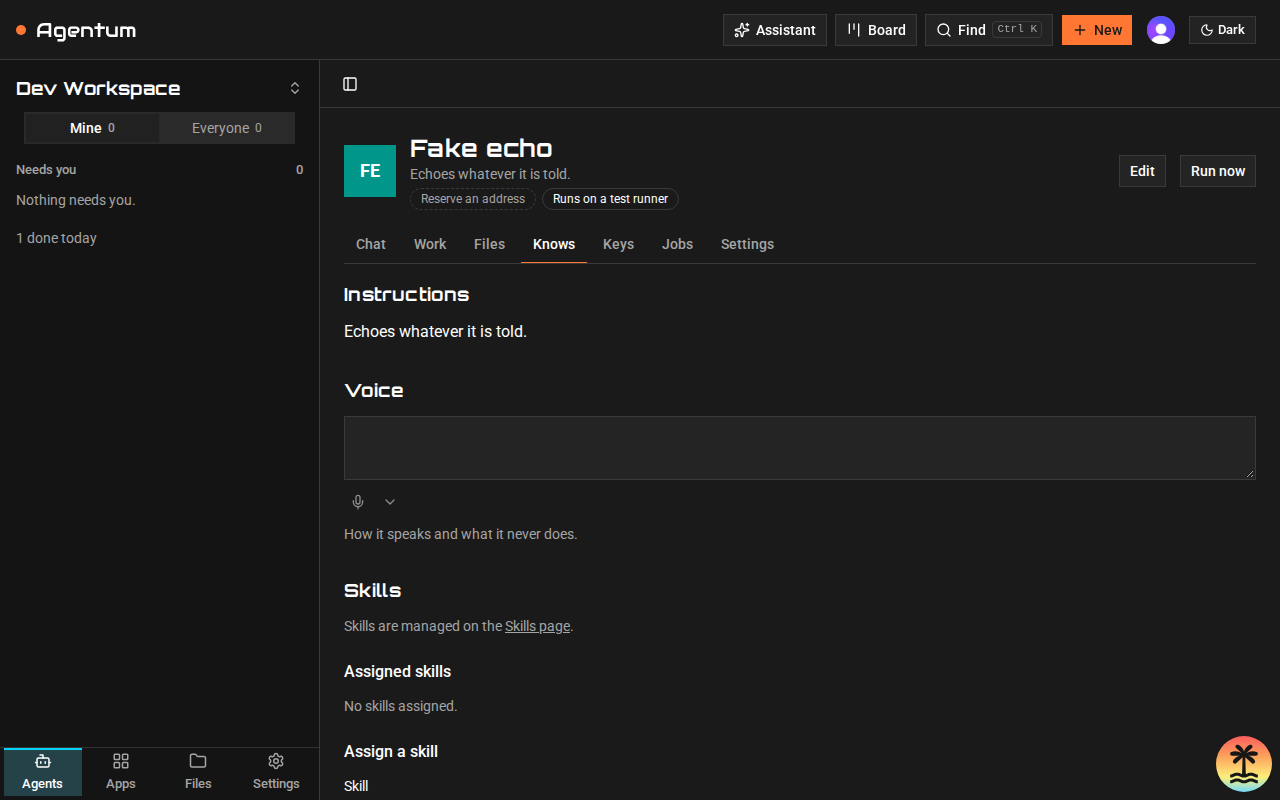 Agentum
Assistant
Board
Find Ctrl K
New
Dark
Dev Workspace
Mine 0
Everyone 0
Needs you 0
Nothing needs you.
1 done today
Agents
Apps
Files
Settings
FE
Fake echo
Echoes whatever it is told.
Reserve an address
Runs on a test runner
Edit
Run now
Chat
Work
Files
Knows
Keys
Jobs
Settings
Instructions
Echoes whatever it is told.
Voice
How it speaks and what it never does.
Skills
Skills are managed on the Skills page.
Assigned skills
No skills assigned.
Assign a skill
Skill